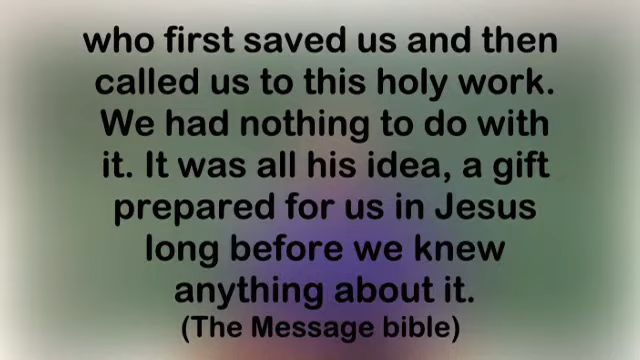 who first saved us and then
called us to this holy work.
We had nothing to do with
it. It was all his idea, a gift
prepared for us in Jesus
long before we knew
anything about it.
(The Message bible)